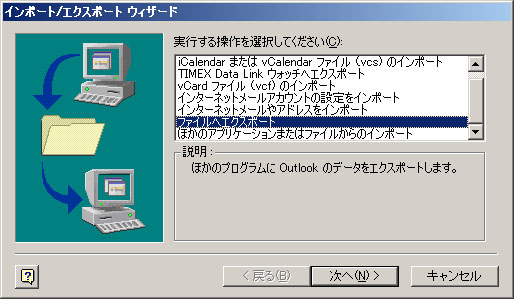 インポート/エクスポート ウィザード
実行する操作を選択してください(C):
iCalendar または vCalendar ファイル (vcs) のインポート
TIMEX Data Link ウォッチへエクスポート
vCard ファイル (vcf) のインポート
インターネットメール アカウントの設定をインポート
インターネットメールやアドレスをインポート
ファイルへエクスポート
ほかのアプリケーションまたはファイルからのインポート
説明:
ほかのプログラムに Outlook のデータをエクスポートします。
?
< 戻る(B)
次へ(N) >
キャンセル